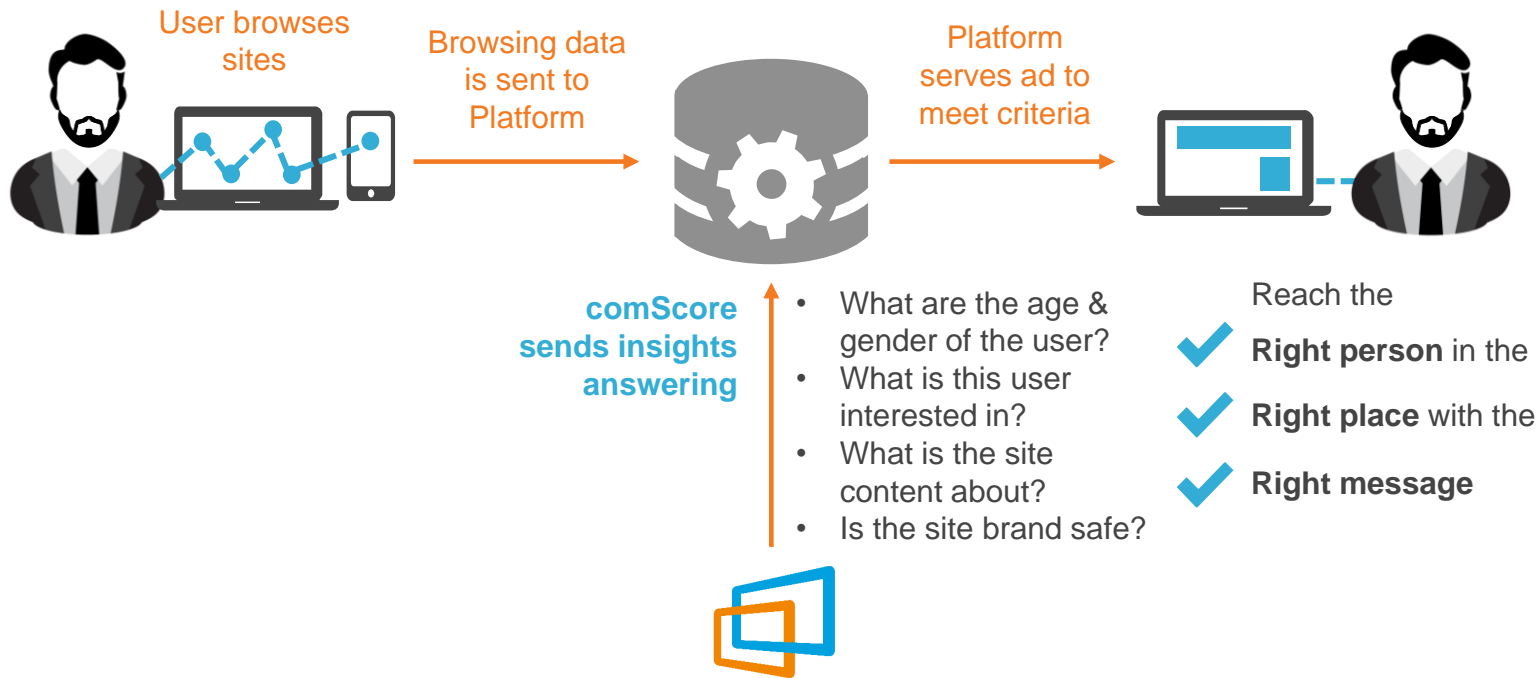 User browses
sites
Browsing data
is sent to
Platform
Platform
serves ad to
meet criteria
comScore
sends insights
answering
• What are the age &
gender of the user?
• What is this user
interested in?
• What is the site
content about?
• Is the site brand safe?
Reach the
Right person in the
Right place with the
Right message